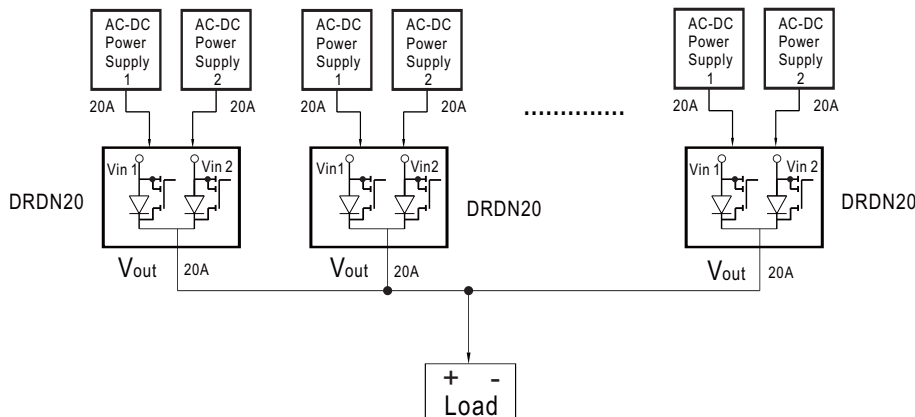 AC-DC
Power
Supply
1
AC-DC
Power
Supply
2
AC-DC
Power
Supply
1
AC-DC
Power
Supply
2
AC-DC
Power
Supply
1
AC-DC
Power
Supply
2
20A 20A 20A 20A 20A 20A
..............
Vin 1 Vin 2 Vin1 Vin2 Vin 1 Vin 2
DRDN20 DRDN20 DRDN20
Vout 20A Vout 20A Vout 20A
+ -
Load